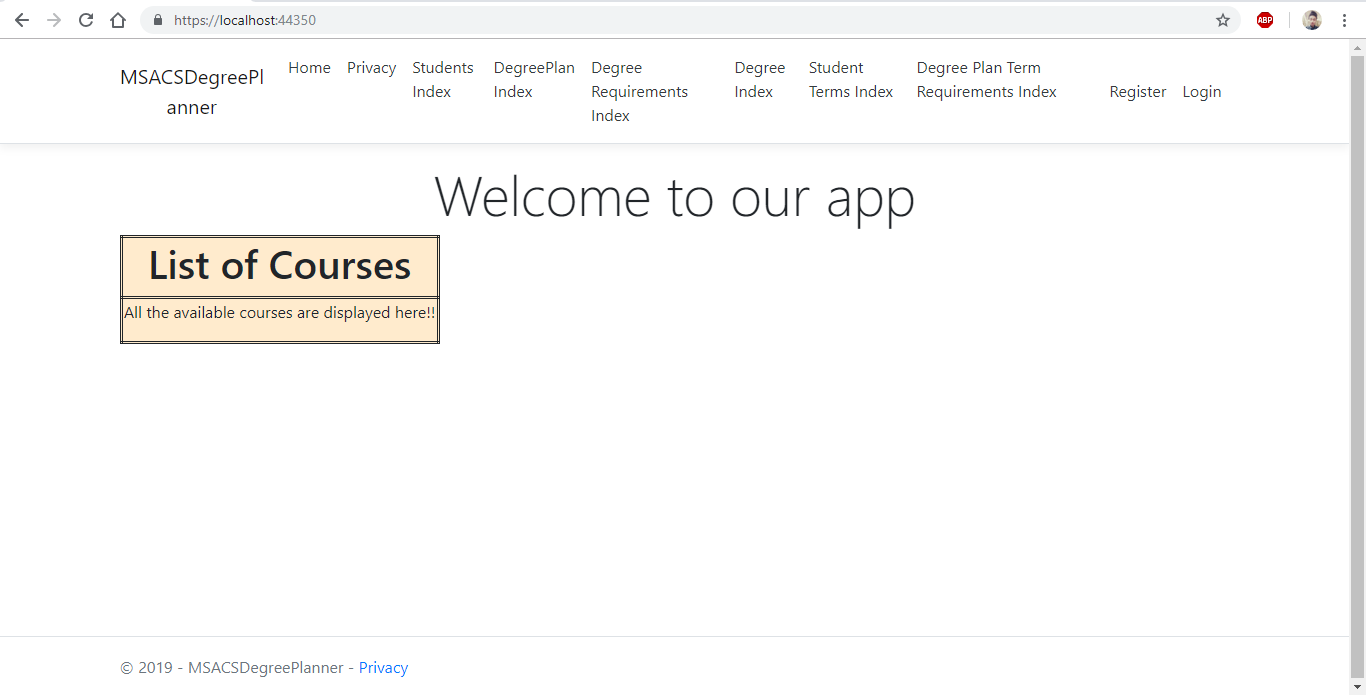 https://localhost:44350
ABP
MSACSDegreePl
anner
Home
Privacy
Students
Index
DegreePlan
Index
Degree
Requirements
Index
Degree
Index
Student
Terms Index
Degree Plan Term
Requirements Index
Register
Login
Welcome to our app
List of Courses
All the available courses are displayed here!!
© 2019 - MSACSDegreePlanner - Privacy